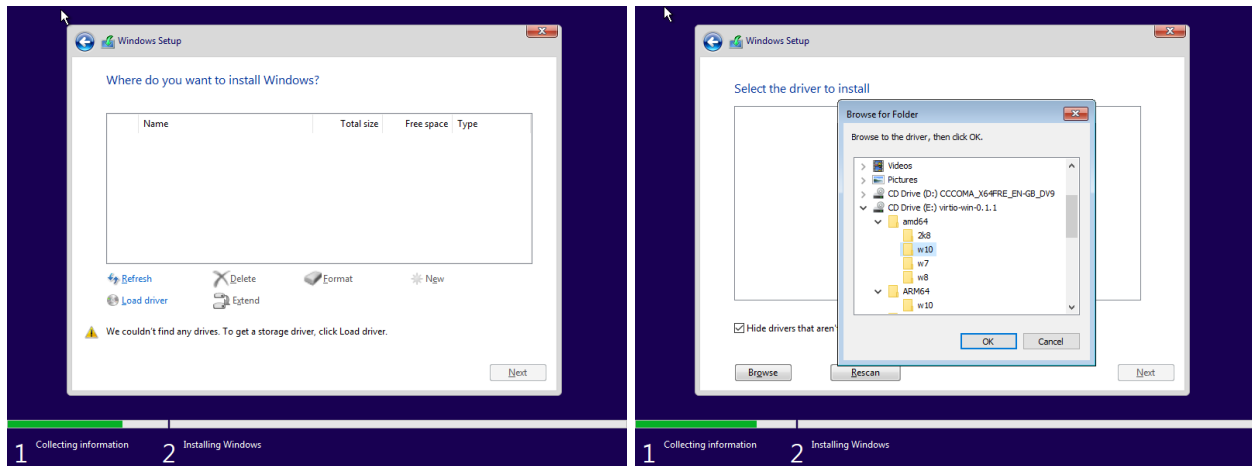 Windows Setup
Where do you want to install Windows?
Name Total size Free space Type
Refresh Delete Format New
Load driver Extend
We couldn't find any drives. To get a storage driver, click Load driver.
Next
1 Collecting information 2 Installing Windows
Windows Setup
Select the driver to install
Browse for Folder
Browse to the driver, then click OK.
Videos
Pictures
CD Drive (D:) CCCOMA_X64FRE_EN-GB_DV9
CD Drive (E:) virtio-win-0.1.1
amd64
2k8
w10
w7
w8
ARM64
w10
Hide drivers that aren'
OK Cancel
Browse Rescan Next
1 Collecting information 2 Installing Windows